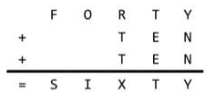 F O R T Y
+ T E N
+ T E N
= S I X T Y